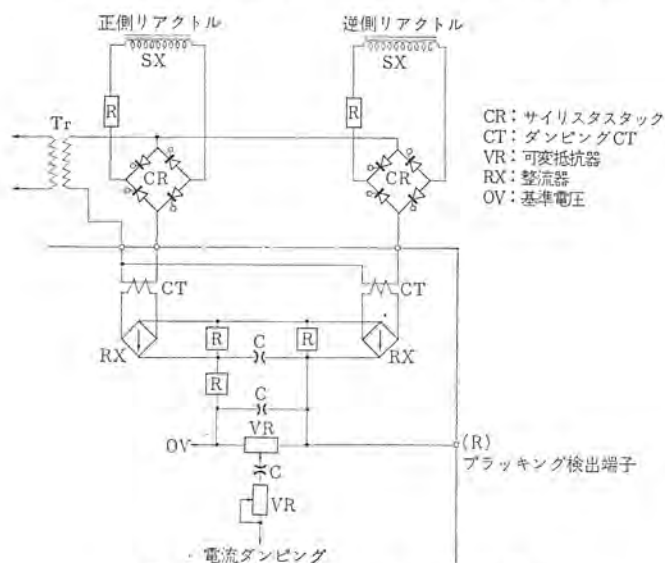 正側リアクトル
逆側リアクトル
SX
SX
R
R
Tr
CR
CR
CR：サイリスタスタック
CT：ダンピングCT
VR：可変抵抗器
RX：整流器
OV：基準電圧
CT
CT
R
C
R
RX
RX
R
C
VR
OV
(R)
プラッキング検出端子
C
VR
電流ダンピング